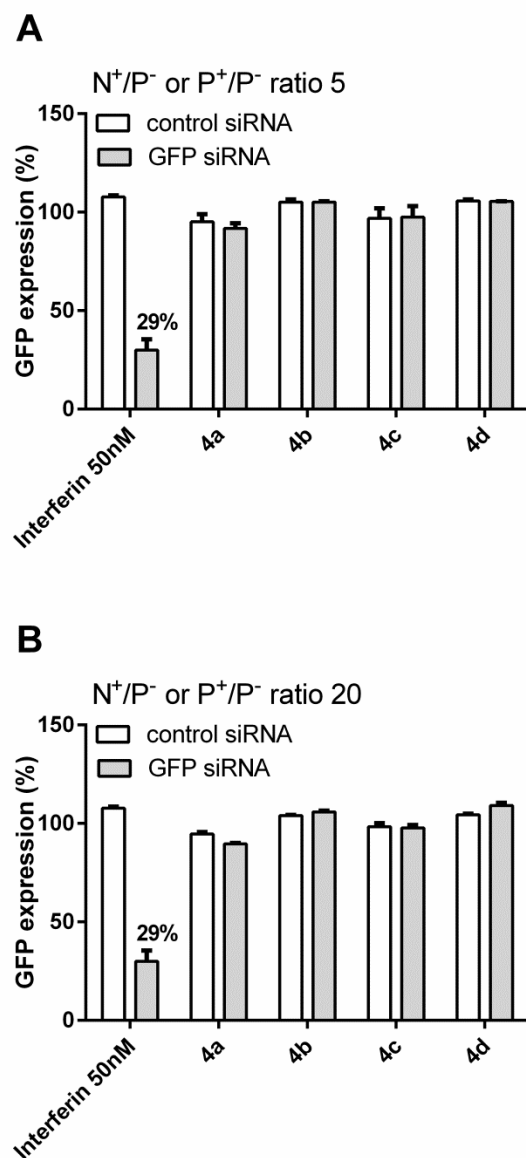 A
N⁺/P⁻ or P⁺/P⁻ ratio 5
control siRNA
GFP siRNA
GFP expression (%)
150
100
50
0
29%
Interferin 50nM
4a
4b
4c
4d
B
N⁺/P⁻ or P⁺/P⁻ ratio 20
control siRNA
GFP siRNA
GFP expression (%)
150
100
50
0
29%
Interferin 50nM
4a
4b
4c
4d